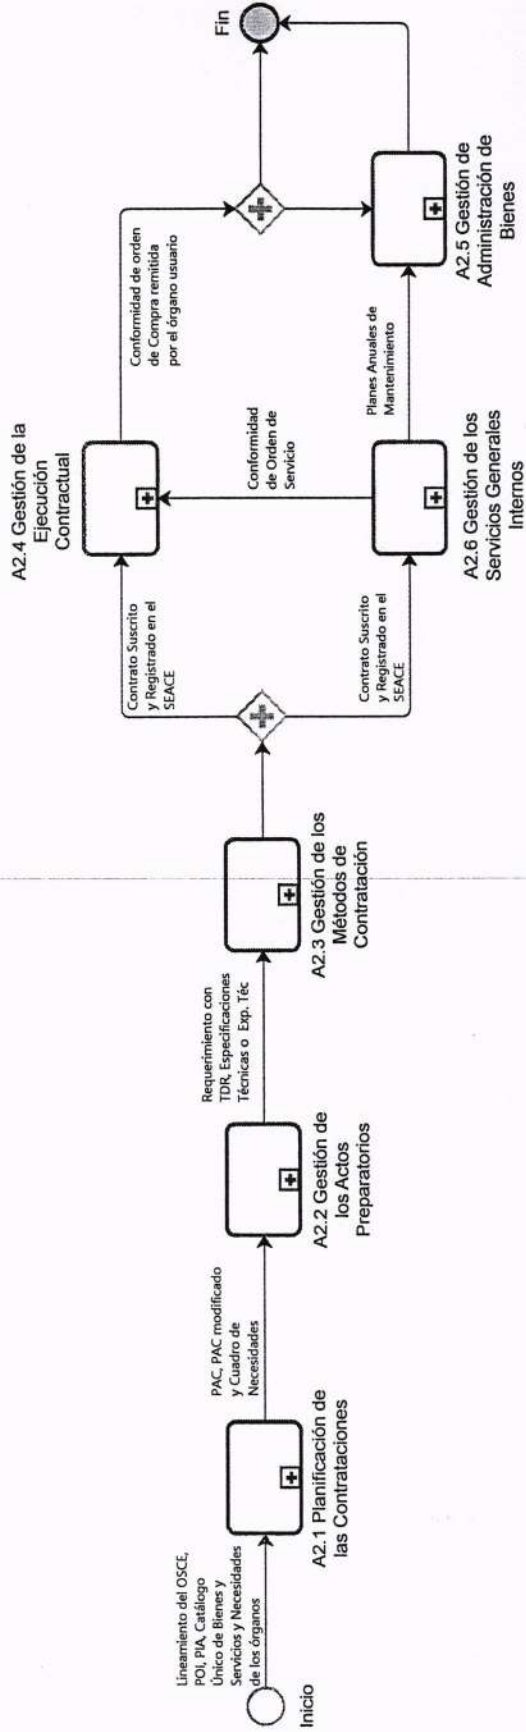 Inicio
Lineamiento del OSCE,
POI, PIA, Catálogo
Único de Bienes y
Servicios y Necesidades
de los órganos
A2.1 Planificación de
las Contrataciones
PAC, PAC modificado
y Cuadro de
Necesidades
A2.2 Gestión de
los Actos
Preparatorios
Requerimiento con
TDR, Especificaciones
Técnicas o Exp. Téc
A2.3 Gestión de los
Métodos de
Contratación
Contrato Suscrito
y Registrado en el
SEACE
A2.4 Gestión de la
Ejecución
Contractual
Conformidad de orden
de Compra remitida
por el órgano usuario
Conformidad
de Orden de
Servicio
Contrato Suscrito
y Registrado en el
SEACE
A2.6 Gestión de los
Servicios Generales
Internos
Planes Anuales de
Mantenimiento
A2.5 Gestión de
Administración de
Bienes
Fin